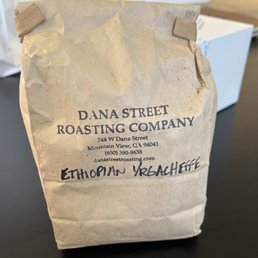 DANA STREET
ROASTING COMPANY
744 W Dana Street
Mountain View, CA 94041
(650) 390-9638
danastreetroasting.com
ETHIOPIAN YRGACHEFFE